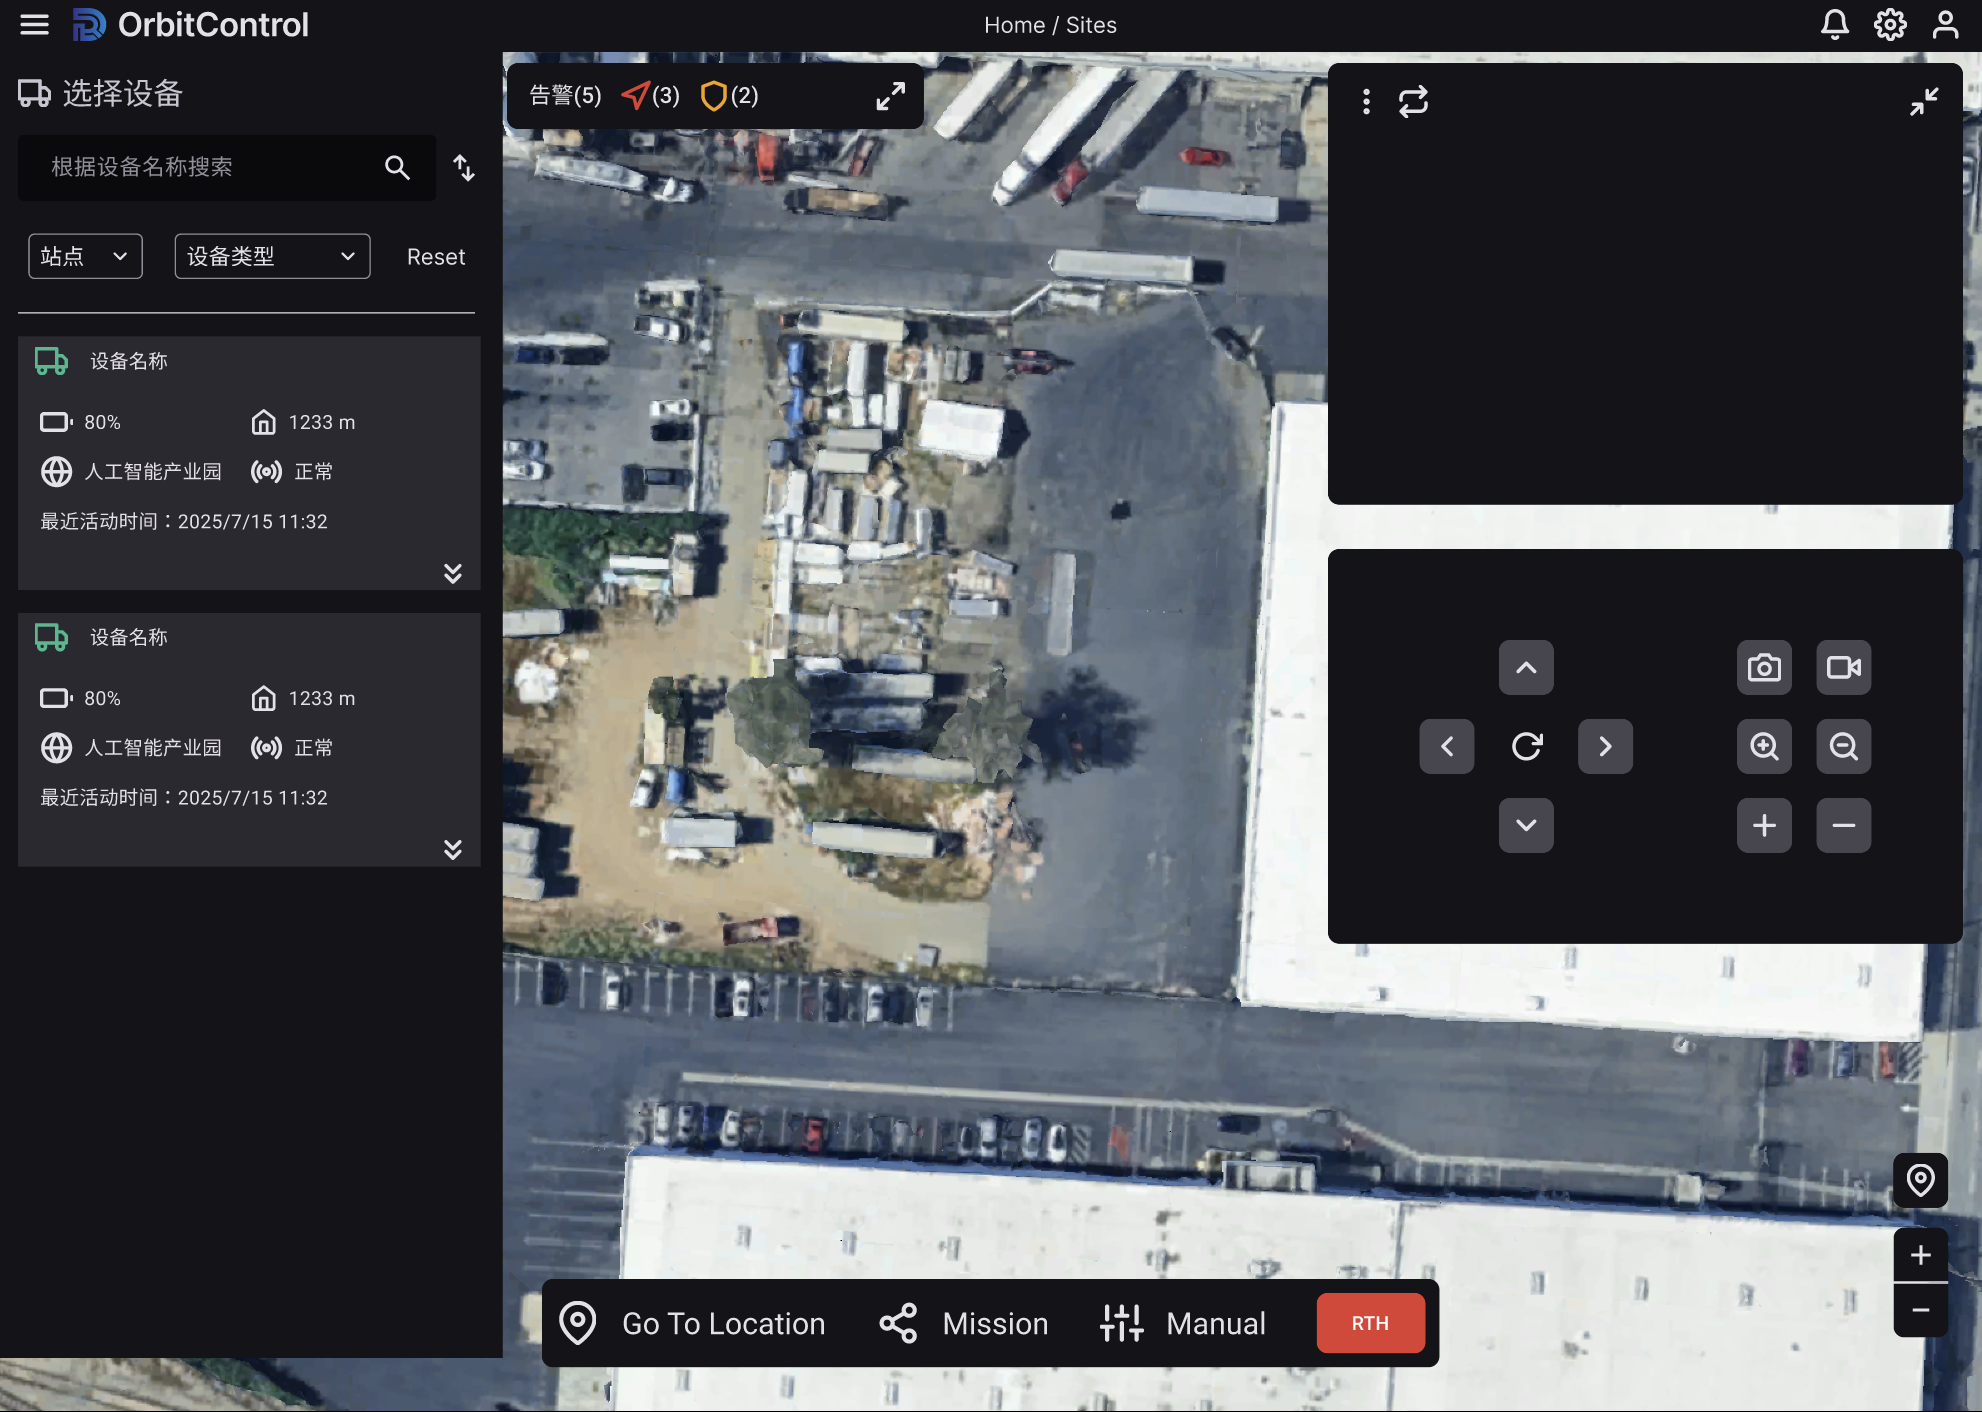 OrbitControl
Home / Sites
选择设备
告警(5) (3) (2)
根据设备名称搜索
站点 设备类型 Reset
设备名称
80% 1233 m
人工智能产业园 正常
最近活动时间：2025/7/15 11:32
设备名称
80% 1233 m
人工智能产业园 正常
最近活动时间：2025/7/15 11:32
Go To Location Mission Manual RTH